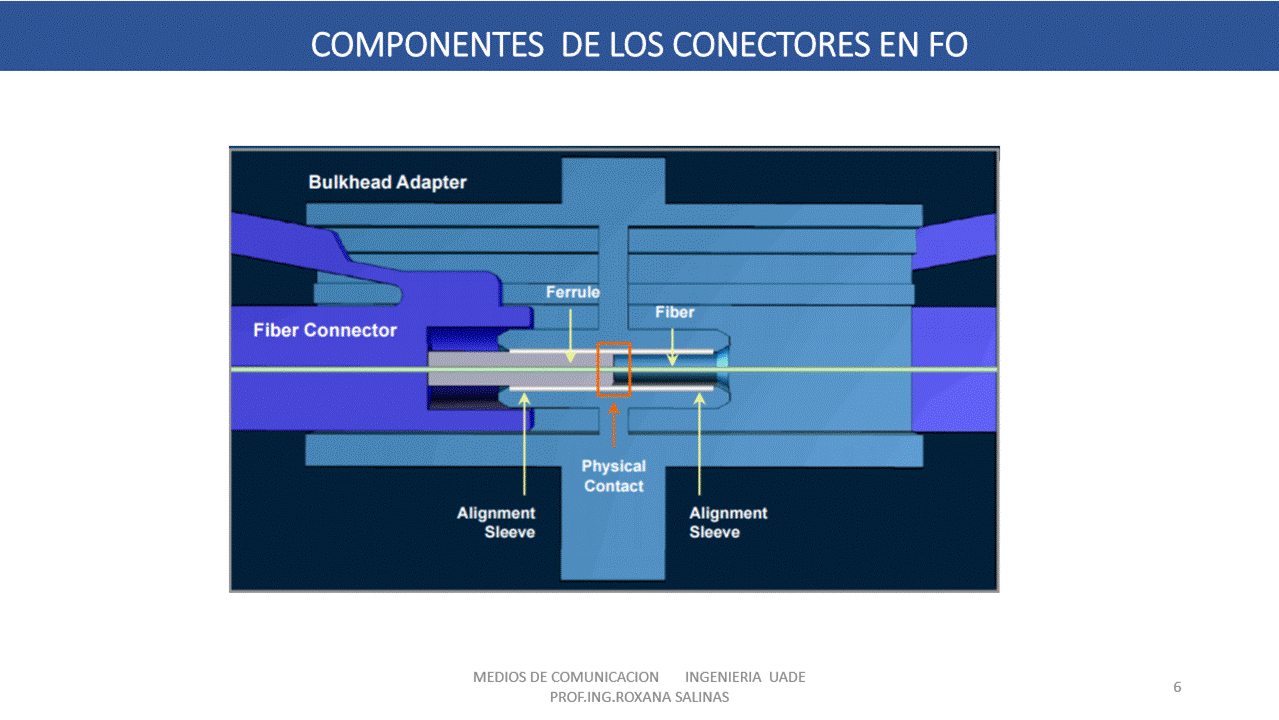 COMPONENTES DE LOS CONECTORES EN FO
Bulkhead Adapter
Ferrule
Fiber
Fiber Connector
Physical
Contact
Alignment
Sleeve
Alignment
Sleeve
MEDIOS DE COMUNICACION INGENIERIA UADE
PROF.ING.ROXANA SALINAS
6